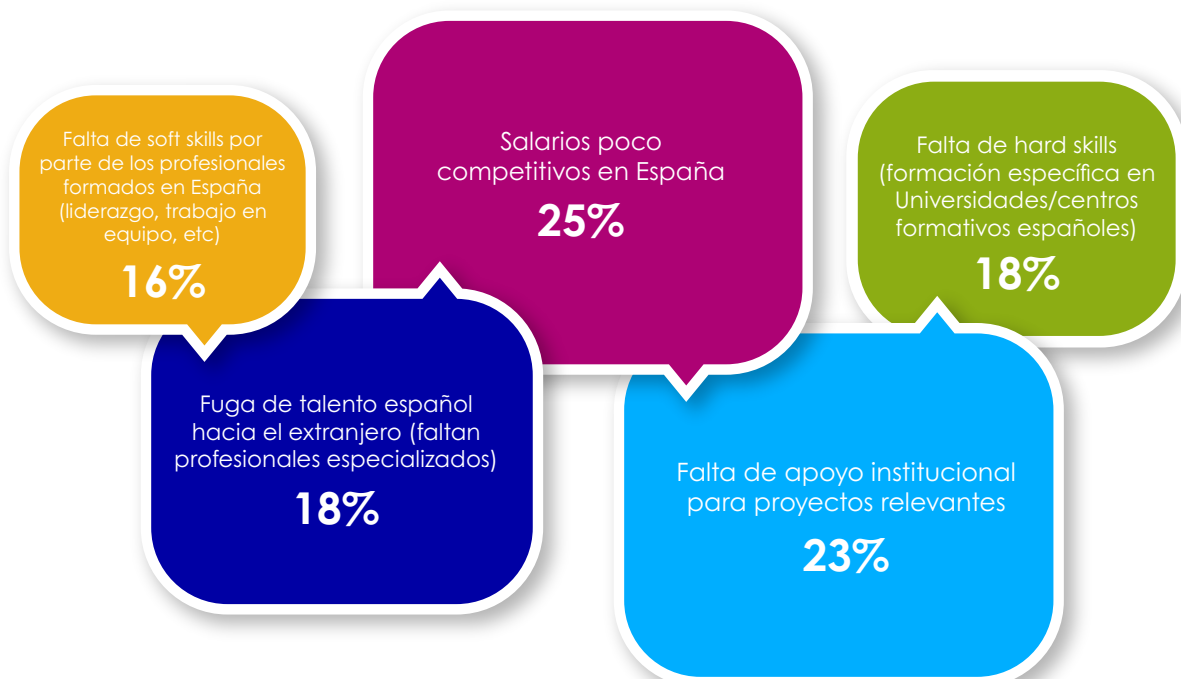 Falta de soft skills por
parte de los profesionales
formados en España
(liderazgo, trabajo en
equipo, etc)
16%
Salarios poco
competitivos en España
25%
Falta de hard skills
(formación específica en
Universidades/centros
formativos españoles)
18%
Fuga de talento español
hacia el extranjero (faltan
profesionales especializados)
18%
Falta de apoyo institucional
para proyectos relevantes
23%